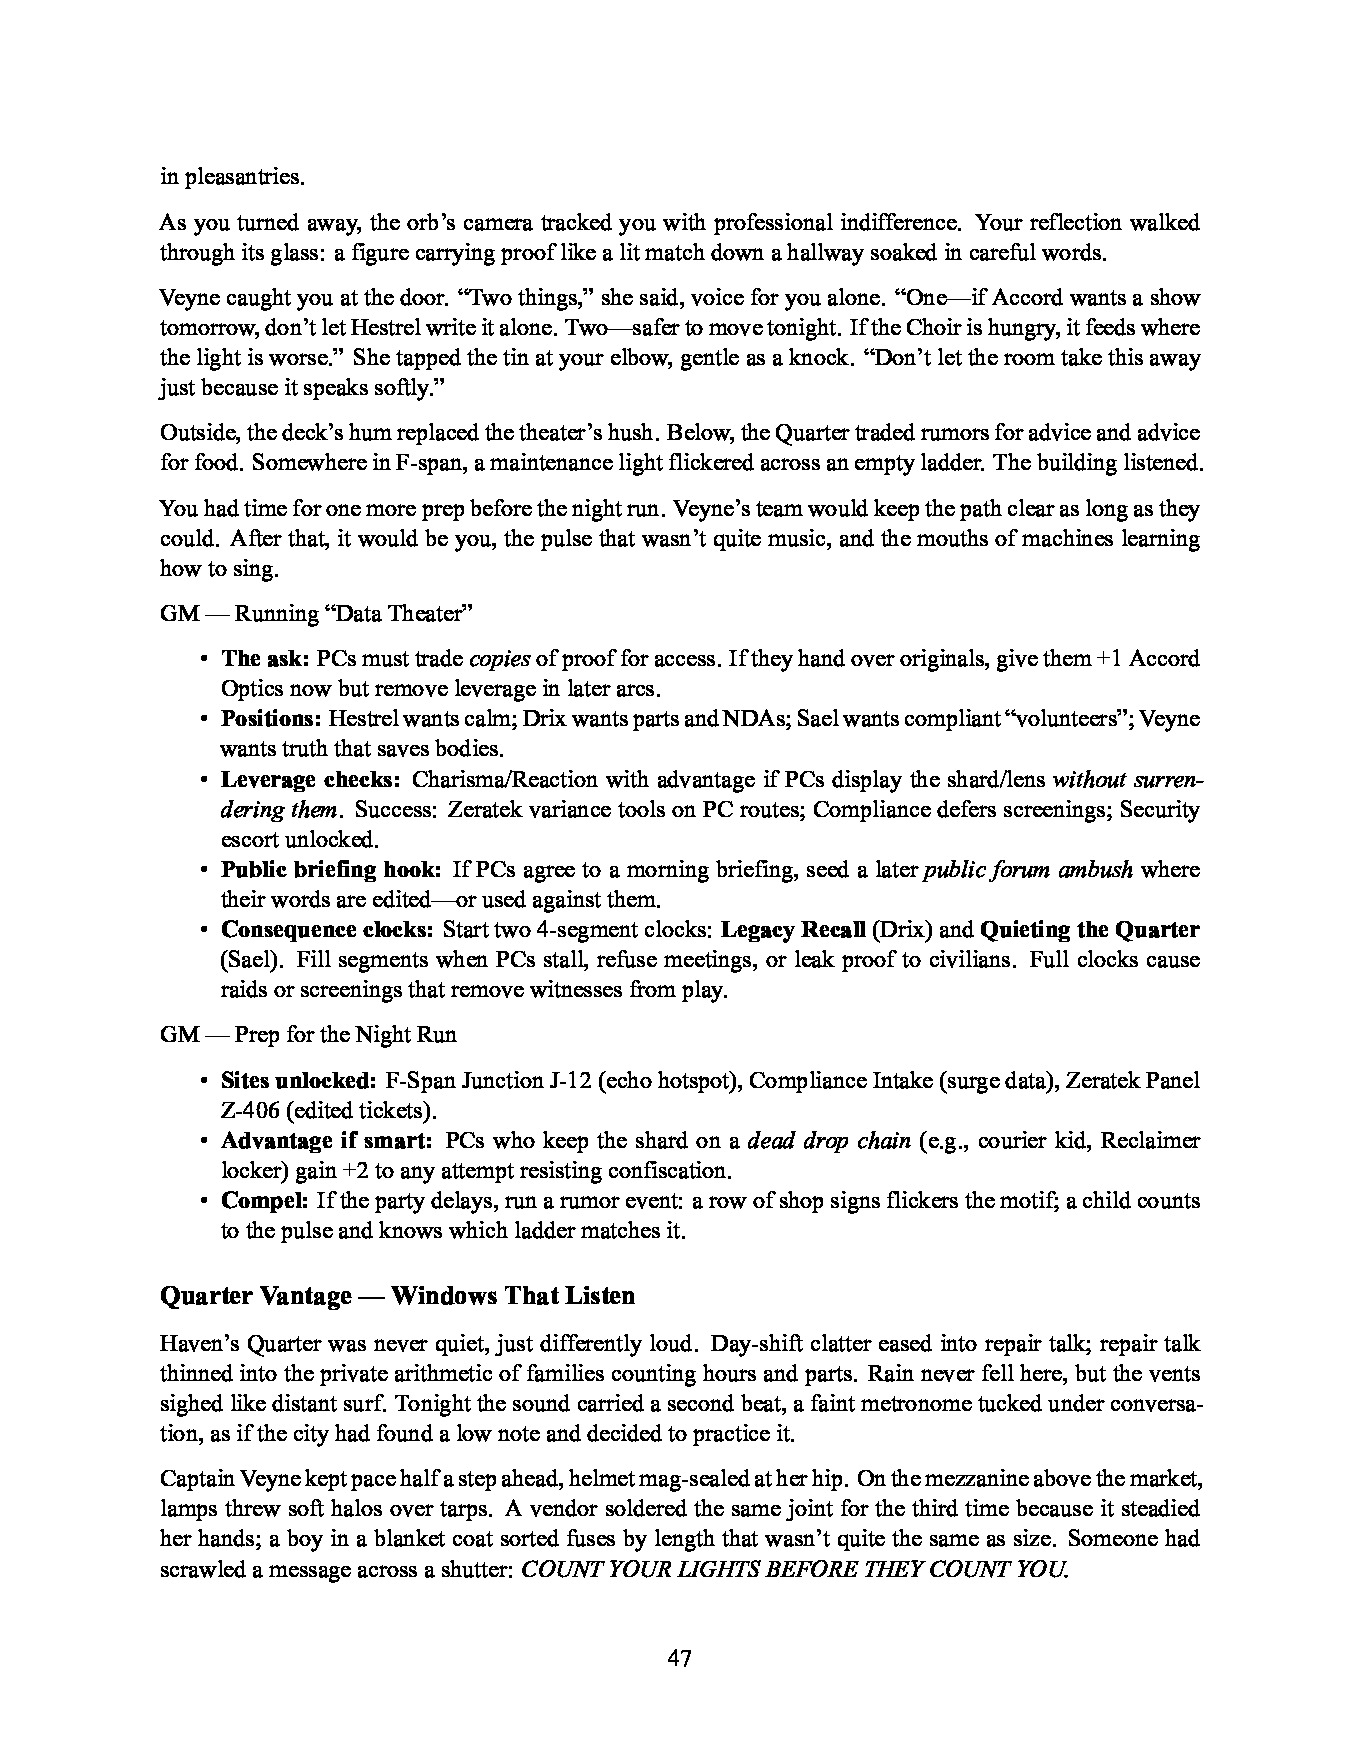 in pleasantries.
As you turned away, the orb’s camera tracked you with professional indifference. Your reflection walked
through its glass: a figure carrying proof like a lit match down a hallway soaked in careful words.
Veyne caught you at the door. “Two things,” she said, voice for you alone. “One—if Accord wants a show
tomorrow, don’t let Hestrel write it alone. Two—safer to move tonight. If the Choir is hungry, it feeds where
the light is worse.” She tapped the tin at your elbow, gentle as a knock. “Don’t let the room take this away
just because it speaks softly.”
Outside, the deck’s hum replaced the theater’s hush. Below, the Quarter traded rumors for advice and advice
for food. Somewhere in F-span, a maintenance light flickered across an empty ladder. The building listened.
You had time for one more prep before the night run. Veyne’s team would keep the path clear as long as they
could. After that, it would be you, the pulse that wasn’t quite music, and the mouths of machines learning
how to sing.
GM — Running “Data Theater”
• The ask: PCs must trade copies of proof for access. If they hand over originals, give them +1 Accord
Optics now but remove leverage in later arcs.
• Positions: Hestrel wants calm; Drix wants parts and NDAs; Sael wants compliant “volunteers”; Veyne
wants truth that saves bodies.
• Leverage checks: Charisma/Reaction with advantage if PCs display the shard/lens without surren-
dering them. Success: Zeratek variance tools on PC routes; Compliance defers screenings; Security
escort unlocked.
• Public briefing hook: If PCs agree to a morning briefing, seed a later public forum ambush where
their words are edited—or used against them.
• Consequence clocks: Start two 4-segment clocks: Legacy Recall (Drix) and Quieting the Quarter
(Sael). Fill segments when PCs stall, refuse meetings, or leak proof to civilians. Full clocks cause
raids or screenings that remove witnesses from play.
GM — Prep for the Night Run
• Sites unlocked: F-Span Junction J-12 (echo hotspot), Compliance Intake (surge data), Zeratek Panel
Z-406 (edited tickets).
• Advantage if smart: PCs who keep the shard on a dead drop chain (e.g., courier kid, Reclaimer
locker) gain +2 to any attempt resisting confiscation.
• Compel: If the party delays, run a rumor event: a row of shop signs flickers the motif; a child counts
to the pulse and knows which ladder matches it.
Quarter Vantage — Windows That Listen
Haven’s Quarter was never quiet, just differently loud. Day-shift clatter eased into repair talk; repair talk
thinned into the private arithmetic of families counting hours and parts. Rain never fell here, but the vents
sighed like distant surf. Tonight the sound carried a second beat, a faint metronome tucked under conversa-
tion, as if the city had found a low note and decided to practice it.
Captain Veyne kept pace half a step ahead, helmet mag-sealed at her hip. On the mezzanine above the market,
lamps threw soft halos over tarps. A vendor soldered the same joint for the third time because it steadied
her hands; a boy in a blanket coat sorted fuses by length that wasn’t quite the same as size. Someone had
scrawled a message across a shutter: COUNT YOUR LIGHTS BEFORE THEY COUNT YOU.
47